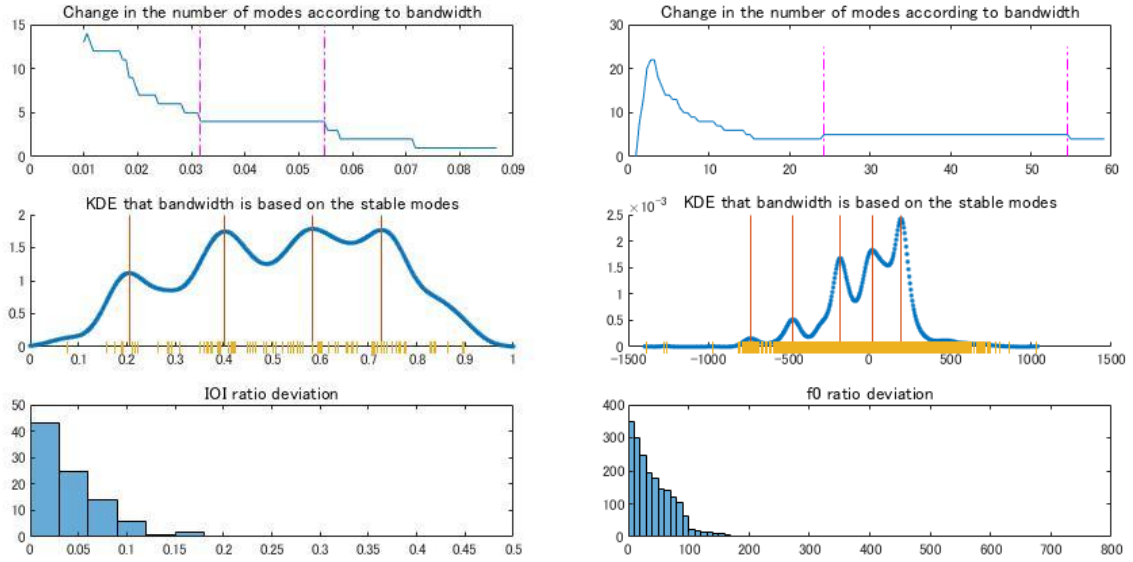 Change in the number of modes according to bandwidth
15
10
5
0
0 0.01 0.02 0.03 0.04 0.05 0.06 0.07 0.08 0.09
Change in the number of modes according to bandwidth
30
20
10
0
0 10 20 30 40 50 60
KDE that bandwidth is based on the stable modes
2
1.5
1
0.5
0
0 0.1 0.2 0.3 0.4 0.5 0.6 0.7 0.8 0.9 1
KDE that bandwidth is based on the stable modes
×10⁻³
2.5
2
1.5
1
0.5
0
-1500 -1000 -500 0 500 1000 1500
IOI ratio deviation
50
40
30
20
10
0
0 0.05 0.1 0.15 0.2 0.25 0.3 0.35 0.4 0.45 0.5
f0 ratio deviation
400
300
200
100
0
0 100 200 300 400 500 600 700 800